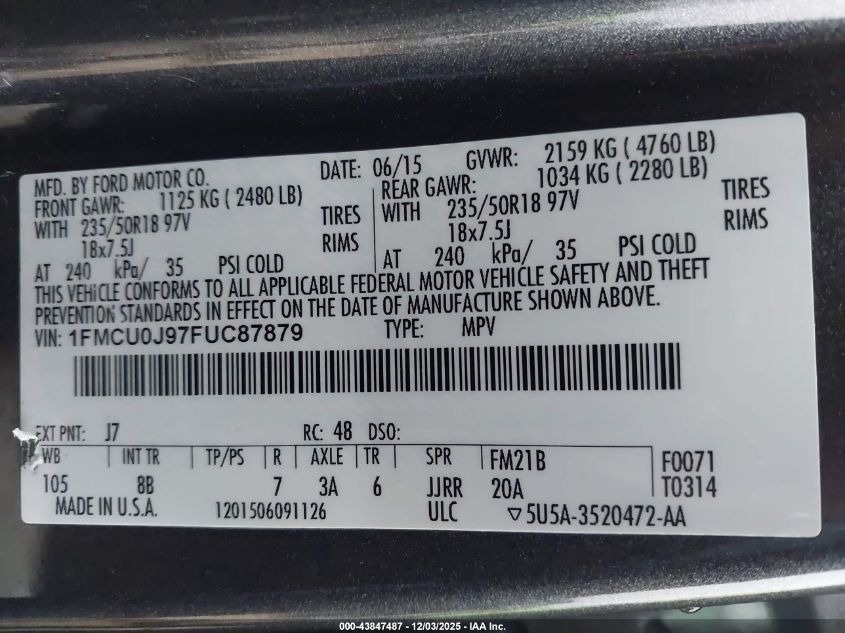 MFD. BY FORD MOTOR CO.
DATE: 06/15 GVWR: 2159 KG ( 4760 LB)
FRONT GAWR: 1125 KG ( 2480 LB)
WITH 235/50R18 97V TIRES
18x7.5J RIMS
AT 240 kPa/ 35 PSI COLD
REAR GAWR: 1034 KG ( 2280 LB)
WITH 235/50R18 97V TIRES
18x7.5J RIMS
AT 240 kPa/ 35 PSI COLD
THIS VEHICLE CONFORMS TO ALL APPLICABLE FEDERAL MOTOR VEHICLE SAFETY AND THEFT
PREVENTION STANDARDS IN EFFECT ON THE DATE OF MANUFACTURE SHOWN ABOVE.
VIN: 1FMCU0J97FUC87879 TYPE: MPV
EXT PNT: J7 RC: 48 DSO:
WB INT TR TP/PS R AXLE TR SPR FM21B F0071
105 8B 7 3A 6 JJRR 20A T0314
MADE IN U.S.A. 1201506091126 ULC ▽5U5A-3520472-AA
000-43847487 - 12/03/2025 - IAA Inc.